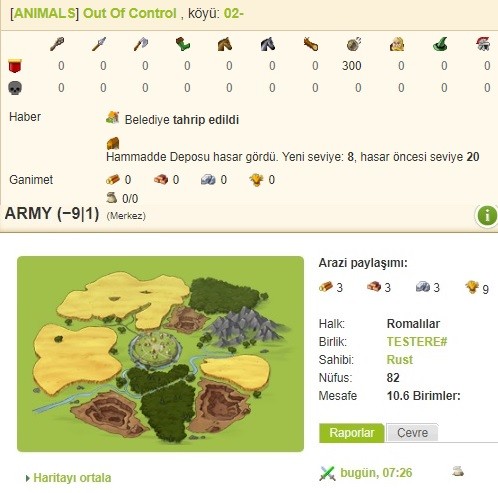 [ANIMALS] Out Of Control , köyü: 02-
0 0 0 0 0 0 0 300 0 0 0
0 0 0 0 0 0 0 0 0 0 0
Haber
Belediye tahrip edildi
Hammadde Deposu hasar gördü. Yeni seviye: 8, hasar öncesi seviye 20
Ganimet 0 0 0 0
0/0
ARMY (−9|1) (Merkez)
i
Arazi paylaşımı:
3 3 3 9
Halk: Romalılar
Birlik: TESTERE#
Sahibi: Rust
Nüfus: 82
Mesafe 10.6 Birimler:
Raporlar Çevre
bugün, 07:26
Haritayı ortala